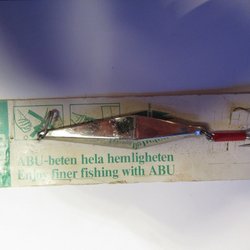 ABU-beten hela hemligheten
Enjoy finer fishing with ABU